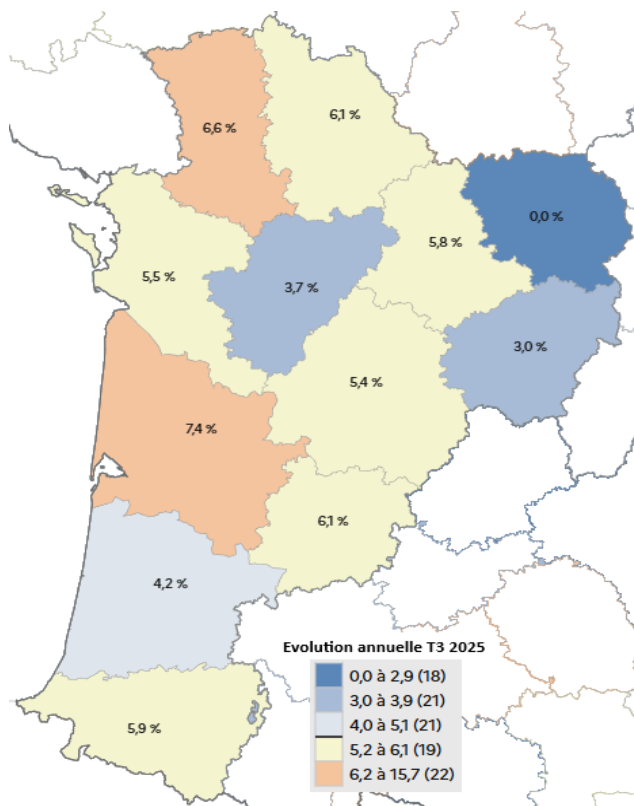 6,6 %
6,1 %
0,0 %
5,8 %
5,5 %
3,7 %
3,0 %
5,4 %
7,4 %
6,1 %
4,2 %
5,9 %
Evolution annuelle T3 2025
0,0 à 2,9 (18)
3,0 à 3,9 (21)
4,0 à 5,1 (21)
5,2 à 6,1 (19)
6,2 à 15,7 (22)